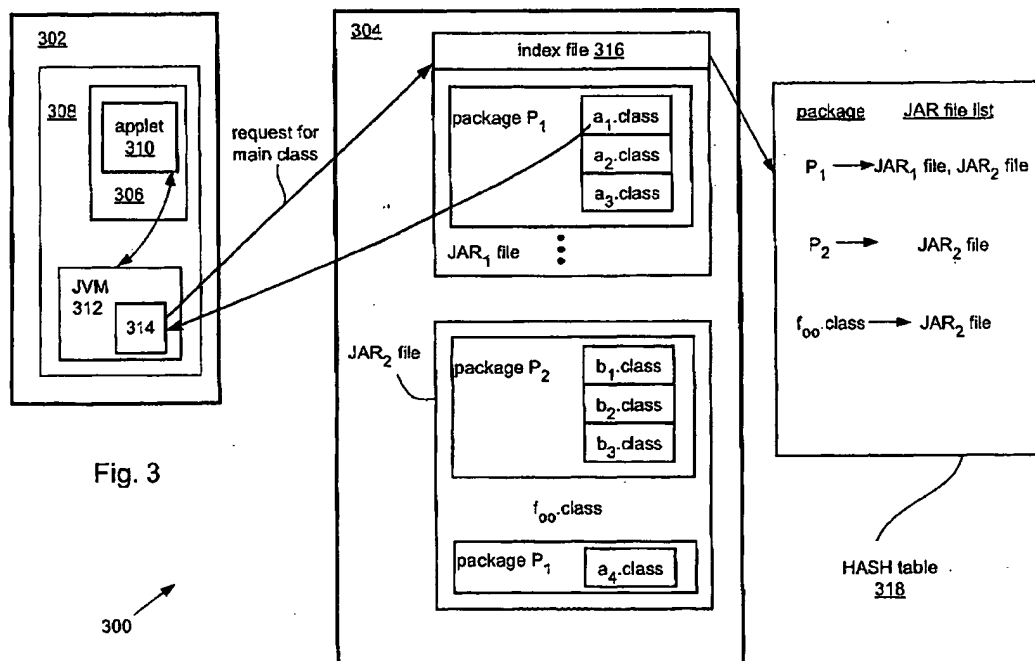 302
308
applet
310
306
JVM
312
314
request for
main class
Fig. 3
300
304
index file 316
package P1
a1.class
a2.class
a3.class
JAR1 file
JAR2 file
package P2
b1.class
b2.class
b3.class
foo.class
package P1
a4.class
package JAR file list
P1 → JAR1 file, JAR2 file
P2 → JAR2 file
foo.class → JAR2 file
HASH table
318